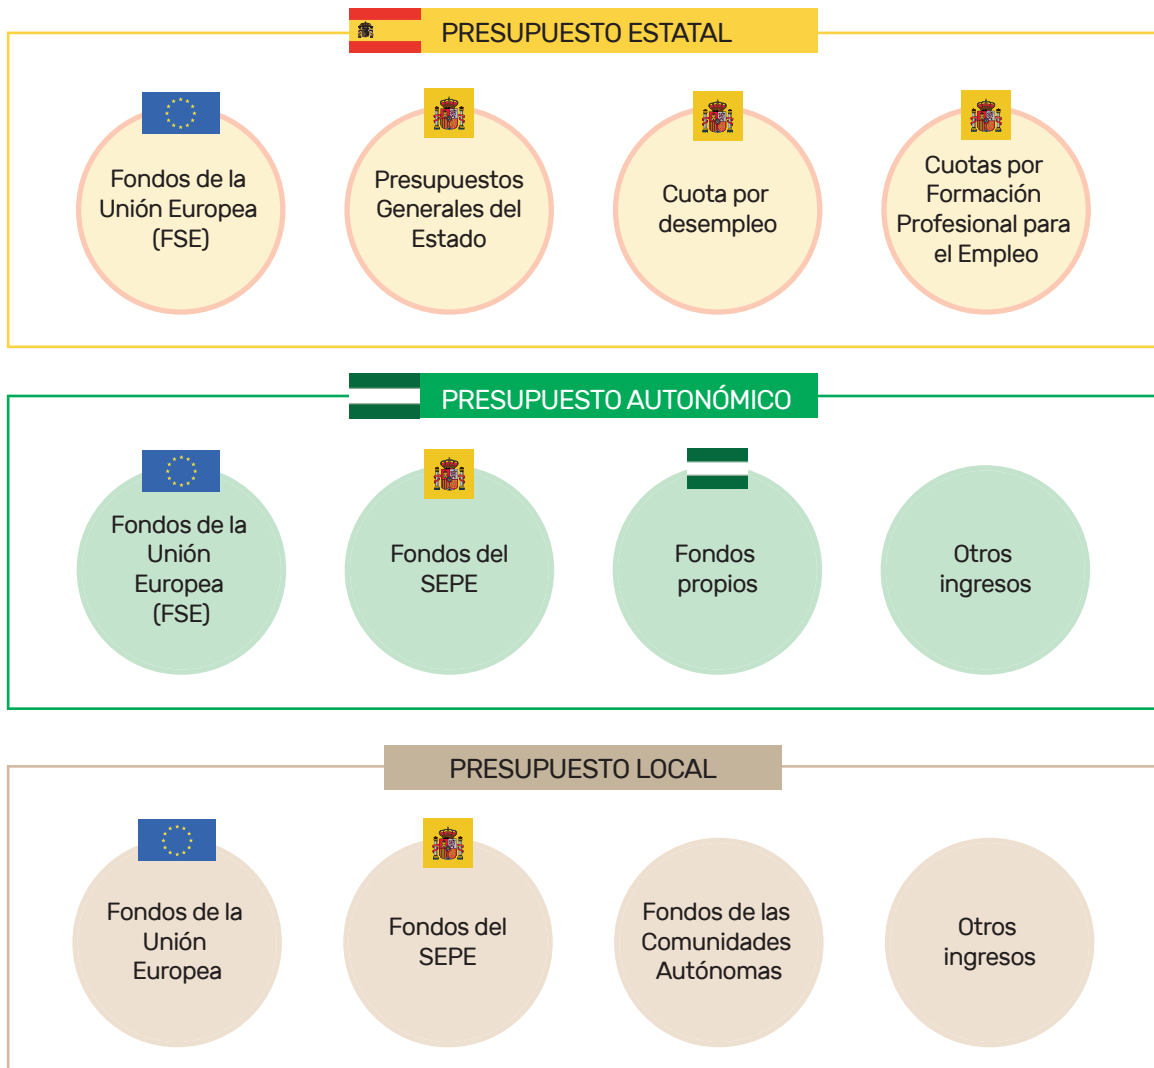 PRESUPUESTO ESTATAL
Fondos de la
Unión Europea
(FSE)
Presupuestos
Generales del
Estado
Cuota por
desempleo
Cuotas por
Formación
Profesional para
el Empleo
PRESUPUESTO AUTONÓMICO
Fondos de la
Unión
Europea
(FSE)
Fondos del
SEPE
Fondos
propios
Otros
ingresos
PRESUPUESTO LOCAL
Fondos de la
Unión
Europea
Fondos del
SEPE
Fondos de las
Comunidades
Autónomas
Otros
ingresos